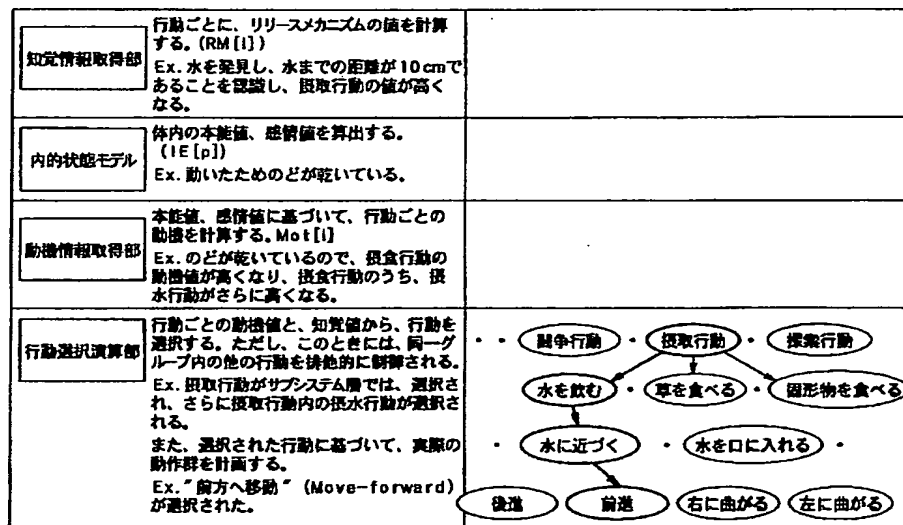 知覚情報取得部
行動ごとに、リリースメカニズムの値を計算
する。(RM[i])
Ex.水を発見し、水までの距離が10cmで
あることを認識し、摂取行動の値が高く
なる。
内的状態モデル
体内の本能値、感情値を算出する。
(IE[p])
Ex.動いたためのどが乾いている。
動機情報取得部
本能値、感情値に基づいて、行動ごとの
動機を計算する。Mot[i]
Ex.のどが乾いているので、摂食行動の
動機値が高くなり、摂食行動のうち、摂
水行動がさらに高くなる。
行動選択演算部
行動ごとの動機値と、知覚値から、行動を
選択する。ただし、このときには、同一グ
ループ内の他の行動を排他的に制御される。
Ex.摂取行動がサブシステム層では、選択さ
れ、さらに摂取行動内の摂水行動が選択さ
れる。
また、選択された行動に基づいて、実際の
動作群を計画する。
Ex."前方へ移動"(Move-forward)
が選択された。
・・闘争行動・摂取行動・探索行動
水を飲む・草を食べる・固形物を食べる
・水に近づく・水を口に入れる・
後進 前進 右に曲がる 左に曲がる